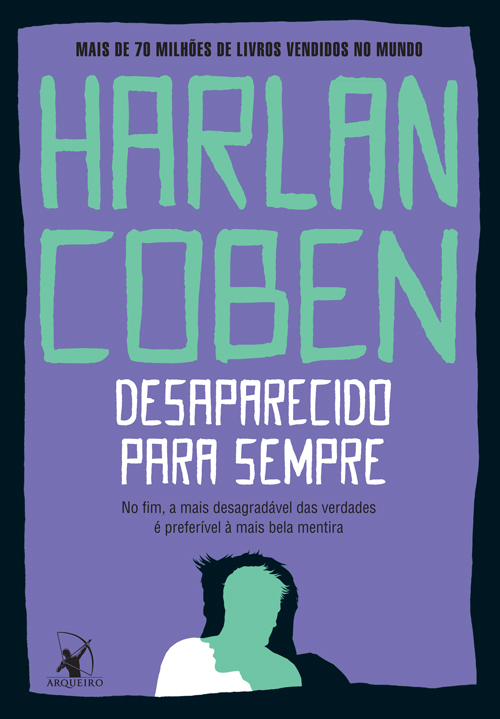 MAIS DE 70 MILHÕES DE LIVROS VENDIDOS NO MUNDO
HARLAN
COBEN
DESAPARECIDO
PARA SEMPRE
No fim, a mais desagradável das verdades
é preferível à mais bela mentira
ARQUEIRO